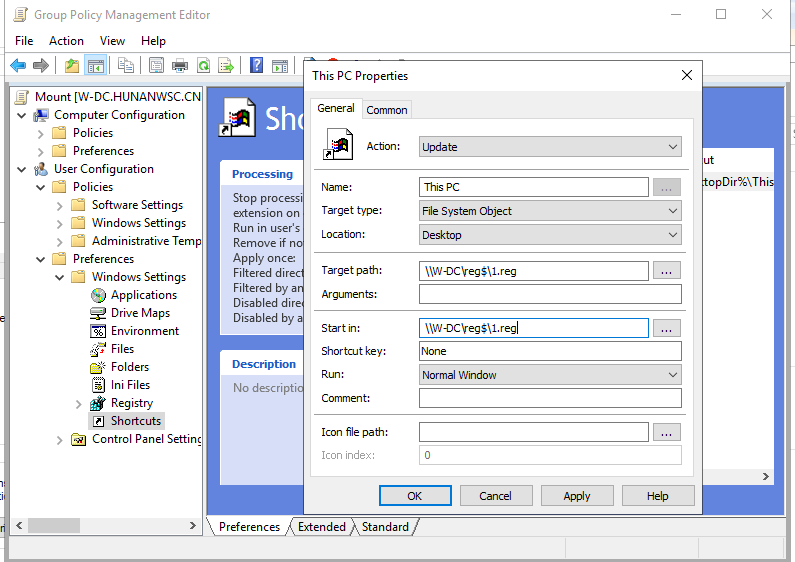 Group Policy Management Editor
File Action View Help
Mount [W-DC.HUNANWSC.CN
Computer Configuration
Policies
Preferences
User Configuration
Policies
Software Settings
Windows Settings
Administrative Temp
Preferences
Windows Settings
Applications
Drive Maps
Environment
Files
Folders
Ini Files
Registry
Shortcuts
Control Panel Setting
Sho
Processing
Stop processi
extension on
Run in user's
Remove if no
Apply once:
Filtered direct
Filtered by an
Disabled direc
Disabled by a
Description
No descriptio
This PC Properties
General Common
Action: Update
Name: This PC ...
Target type: File System Object
Location: Desktop
Target path: \\W-DC\reg$\1.reg ...
Arguments:
Start in: \\W-DC\reg$\1.reg ...
Shortcut key: None
Run: Normal Window
Comment:
Icon file path: ...
Icon index: 0
OK Cancel Apply Help
ut
ktopDir%\This
Preferences Extended Standard